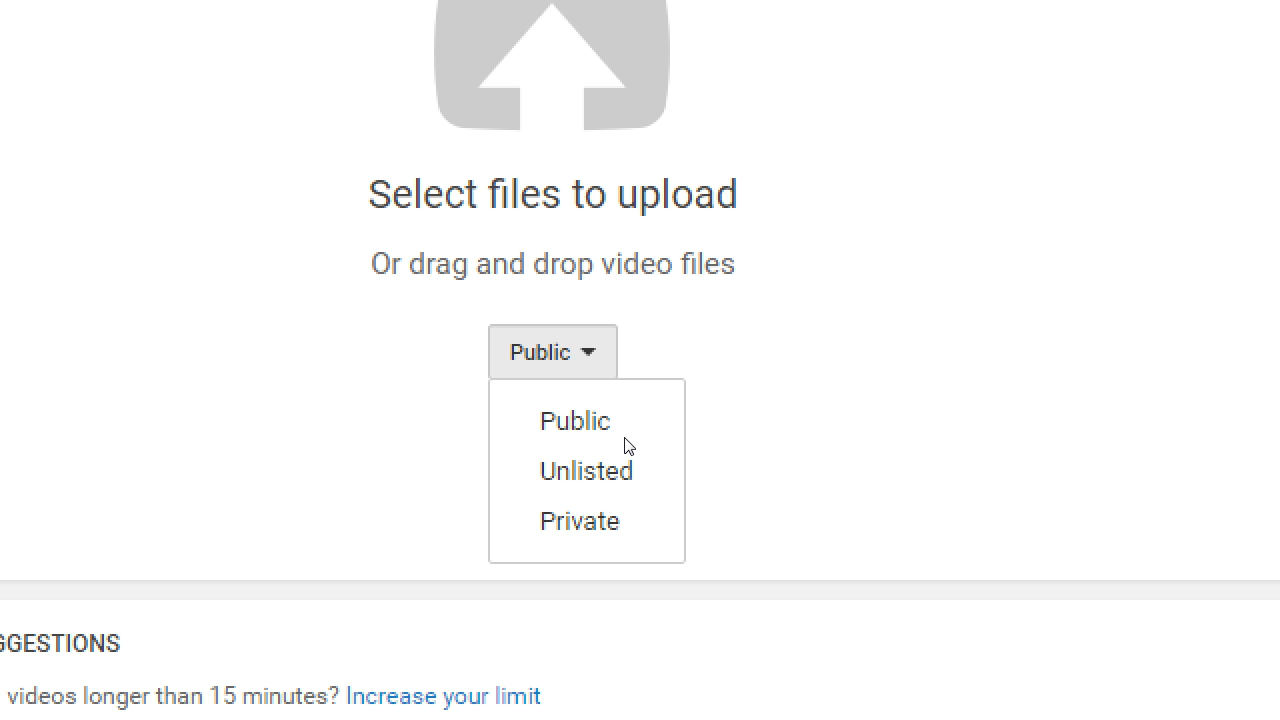 Select files to upload
Or drag and drop video files
Public
Public
Unlisted
Private
GGESTIONS
videos longer than 15 minutes? Increase your limit